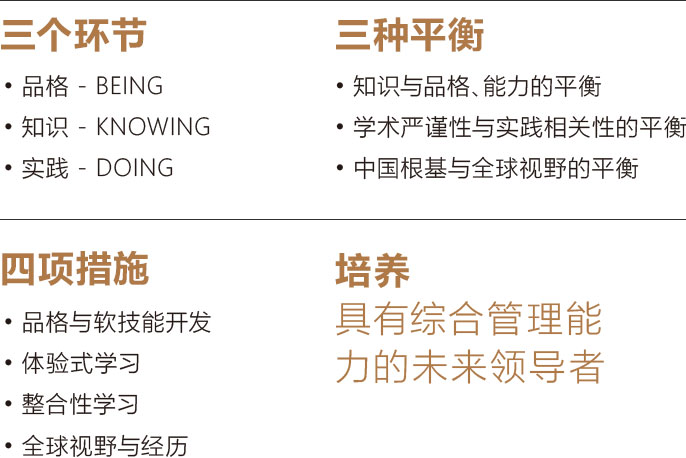 三个环节
• 品格 - BEING
• 知识 - KNOWING
• 实践 - DOING
三种平衡
• 知识与品格、能力的平衡
• 学术严谨性与实践相关性的平衡
• 中国根基与全球视野的平衡
四项措施
• 品格与软技能开发
• 体验式学习
• 整合性学习
• 全球视野与经历
培养
具有综合管理能
力的未来领导者